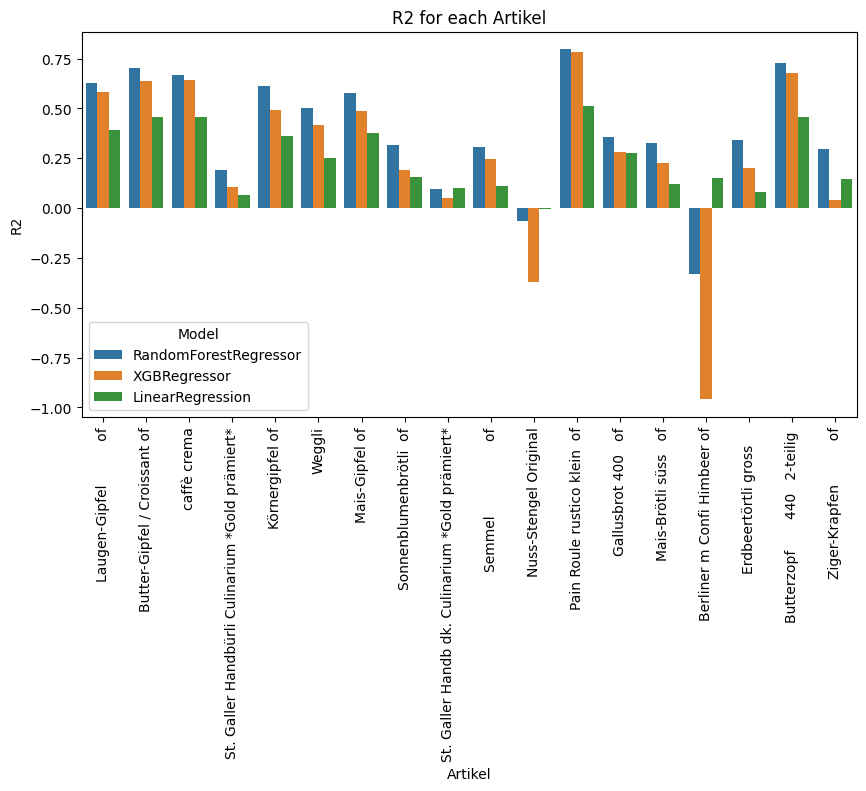 R2 for each Artikel
R2
0.75
0.50
0.25
0.00
−0.25
−0.50
−0.75
−1.00
Model
RandomForestRegressor
XGBRegressor
LinearRegression
Laugen-Gipfel of
Butter-Gipfel / Croissant of
caffè crema
St. Galler Handbürli Culinarium *Gold prämiert*
Körnergipfel of
Weggli
Mais-Gipfel of
Sonnenblumenbrötli of
St. Galler Handb dk. Culinarium *Gold prämiert*
Semmel of
Nuss-Stengel Original
Pain Roule rustico klein of
Gallusbrot 400 of
Mais-Brötli süss of
Berliner m Confi Himbeer of
Erdbeertörtli gross
Butterzopf 440 2-teilig
Ziger-Krapfen of
Artikel